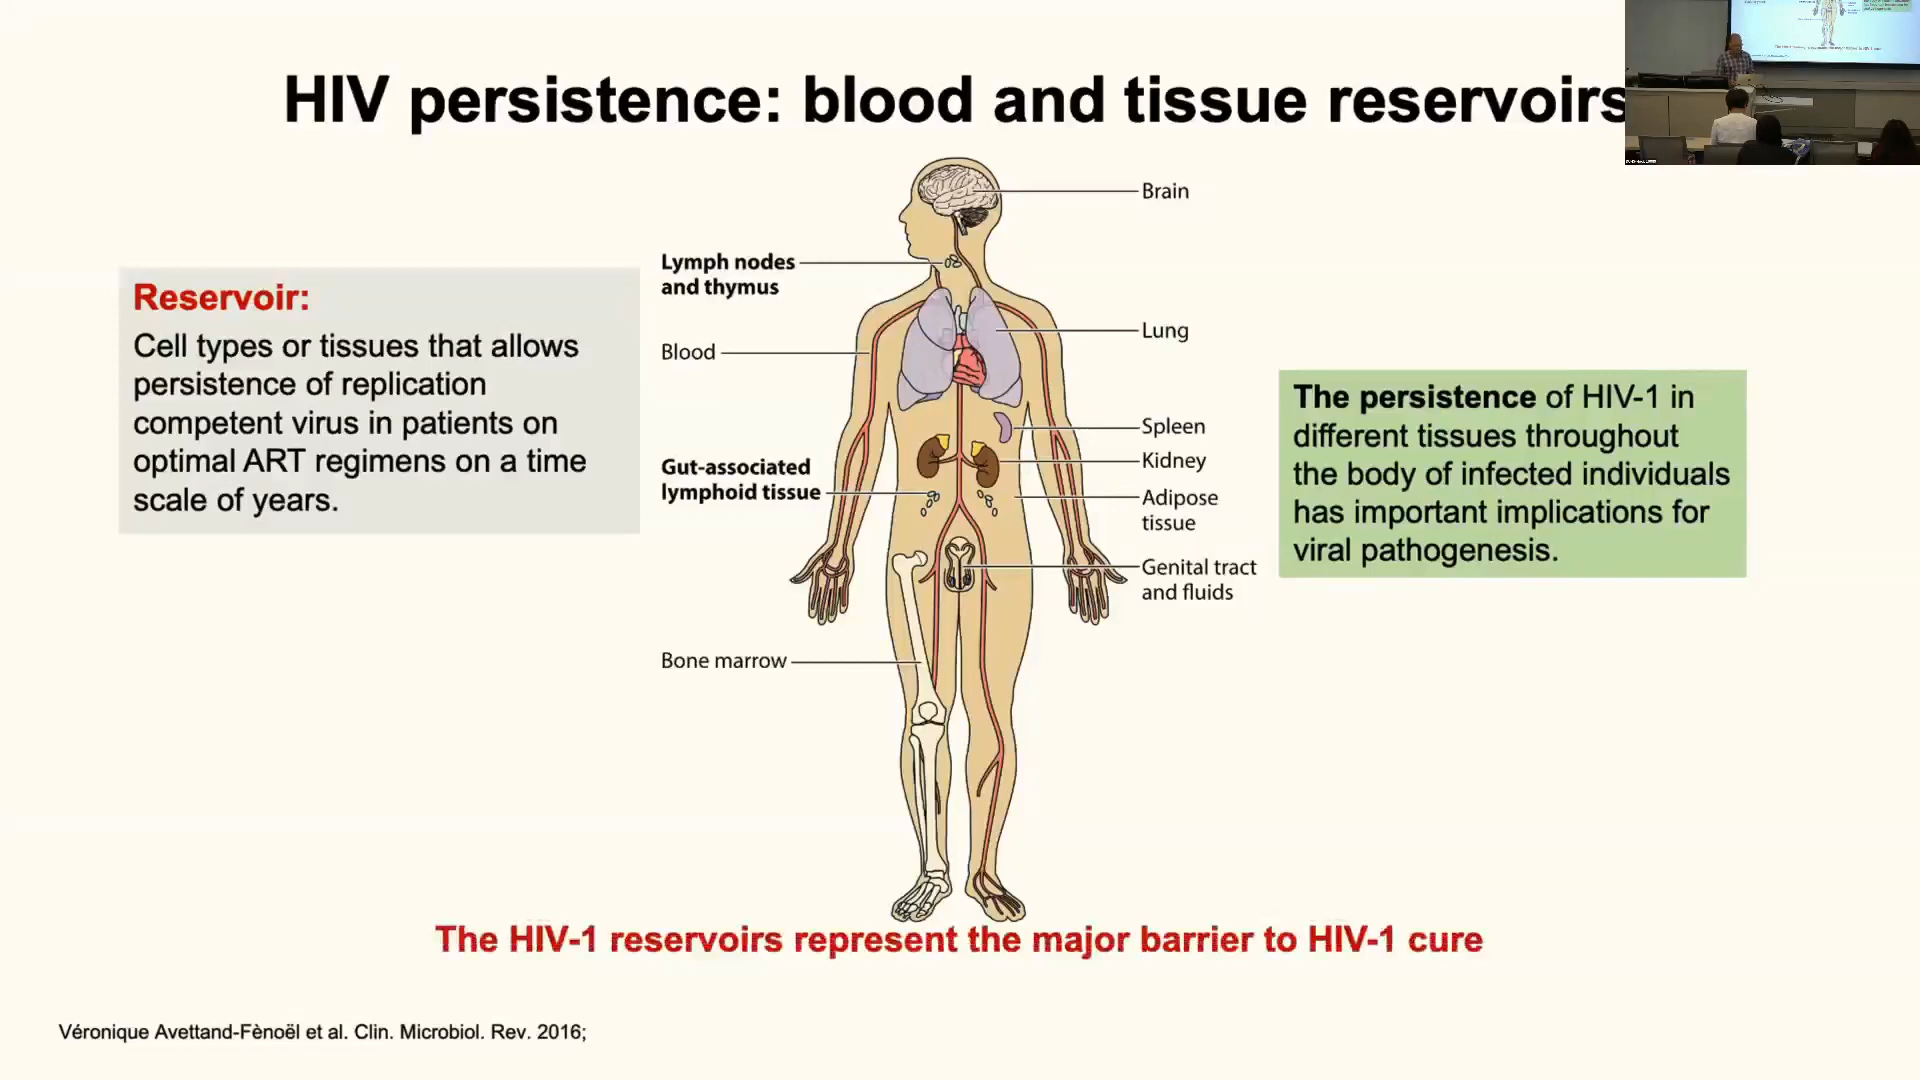 HIV persistence: blood and tissue reservoirs
Reservoir:
Cell types or tissues that allows
persistence of replication
competent virus in patients on
optimal ART regimens on a time
scale of years.
Brain
Lymph nodes
and thymus
Lung
Blood
Spleen
Kidney
Gut-associated
lymphoid tissue
Adipose
tissue
Genital tract
and fluids
Bone marrow
The persistence of HIV-1 in
different tissues throughout
the body of infected individuals
has important implications for
viral pathogenesis.
The HIV-1 reservoirs represent the major barrier to HIV-1 cure
Véronique Avettand-Fènoël et al. Clin. Microbiol. Rev. 2016;